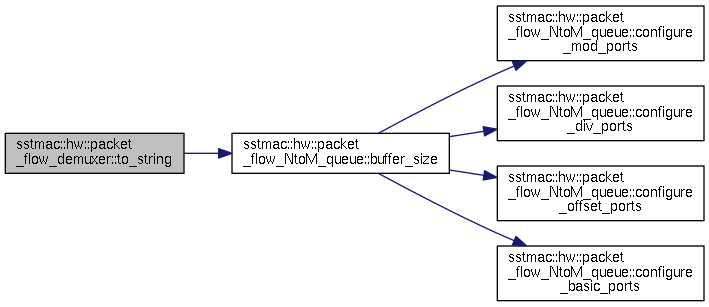 sstmac::hw::packet
_flow_demuxer::to_string
sstmac::hw::packet
_flow_NtoM_queue::buffer_size
sstmac::hw::packet
_flow_NtoM_queue::configure
_mod_ports
sstmac::hw::packet
_flow_NtoM_queue::configure
_div_ports
sstmac::hw::packet
_flow_NtoM_queue::configure
_offset_ports
sstmac::hw::packet
_flow_NtoM_queue::configure
_basic_ports